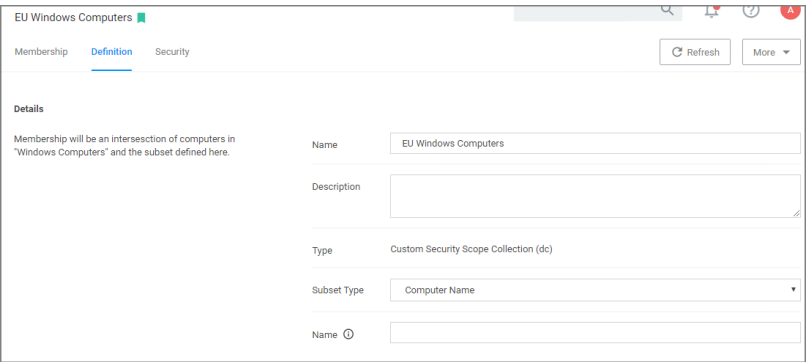 EU Windows Computers
A
Membership Definition Security
Refresh More
Details
Membership will be an intersesction of computers in
"Windows Computers" and the subset defined here.
Name EU Windows Computers
Description
Type Custom Security Scope Collection (dc)
Subset Type Computer Name
Name